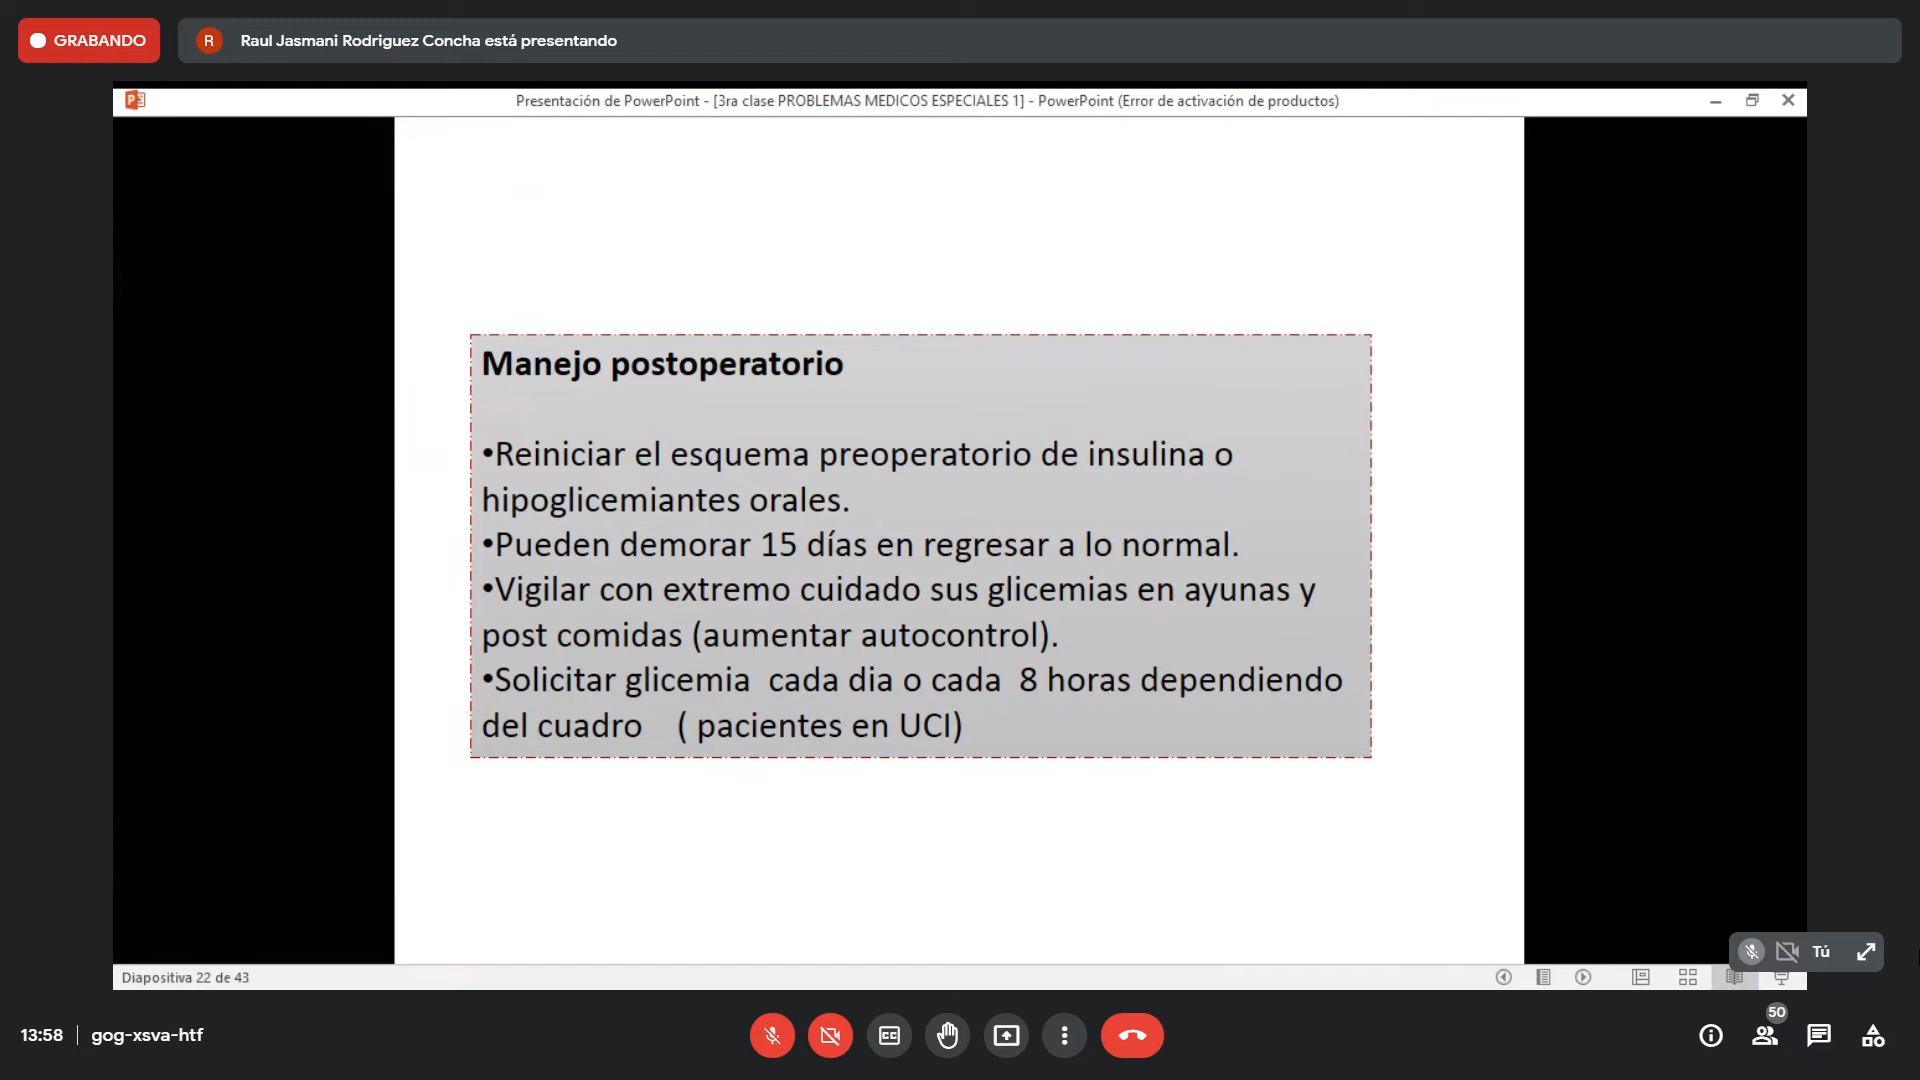 GRABANDO
R
Raul Jasmani Rodriguez Concha está presentando
Presentación de PowerPoint - [3ra clase PROBLEMAS MEDICOS ESPECIALES 1] - PowerPoint (Error de activación de productos)
Manejo postoperatorio
•Reiniciar el esquema preoperatorio de insulina o
hipoglicemiantes orales.
•Pueden demorar 15 días en regresar a lo normal.
•Vigilar con extremo cuidado sus glicemias en ayunas y
post comidas (aumentar autocontrol).
•Solicitar glicemia  cada dia o cada  8 horas dependiendo
del cuadro    ( pacientes en UCI)
Tú
Diapositiva 22 de 43
13:58 | gog-xsva-htf
50